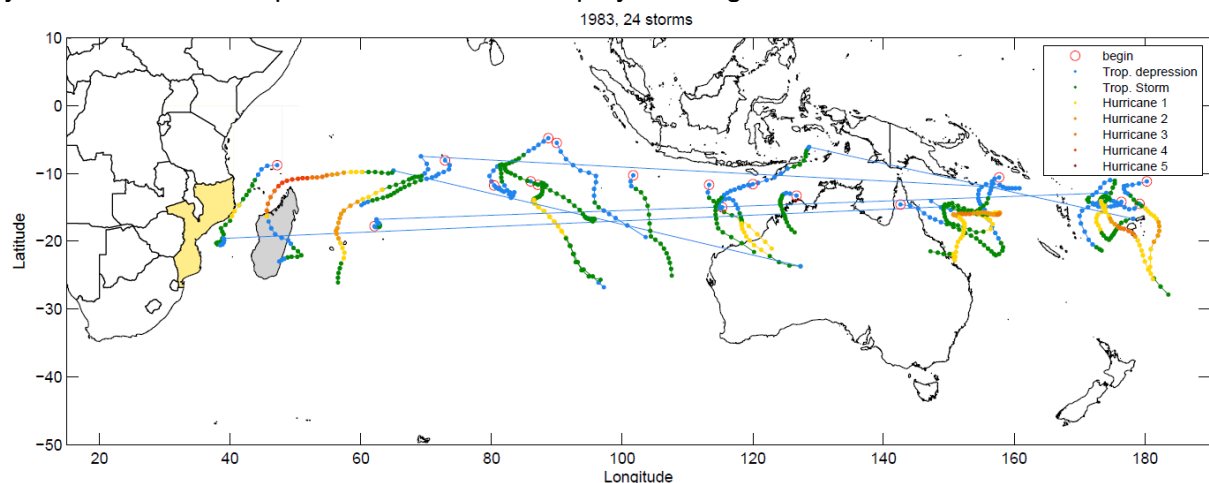 1983, 24 storms
begin
Trop. depression
Trop. Storm
Hurricane 1
Hurricane 2
Hurricane 3
Hurricane 4
Hurricane 5
10
0
−10
−20
−30
−40
−50
Latitude
20
40
60
80
100
120
140
160
180
Longitude